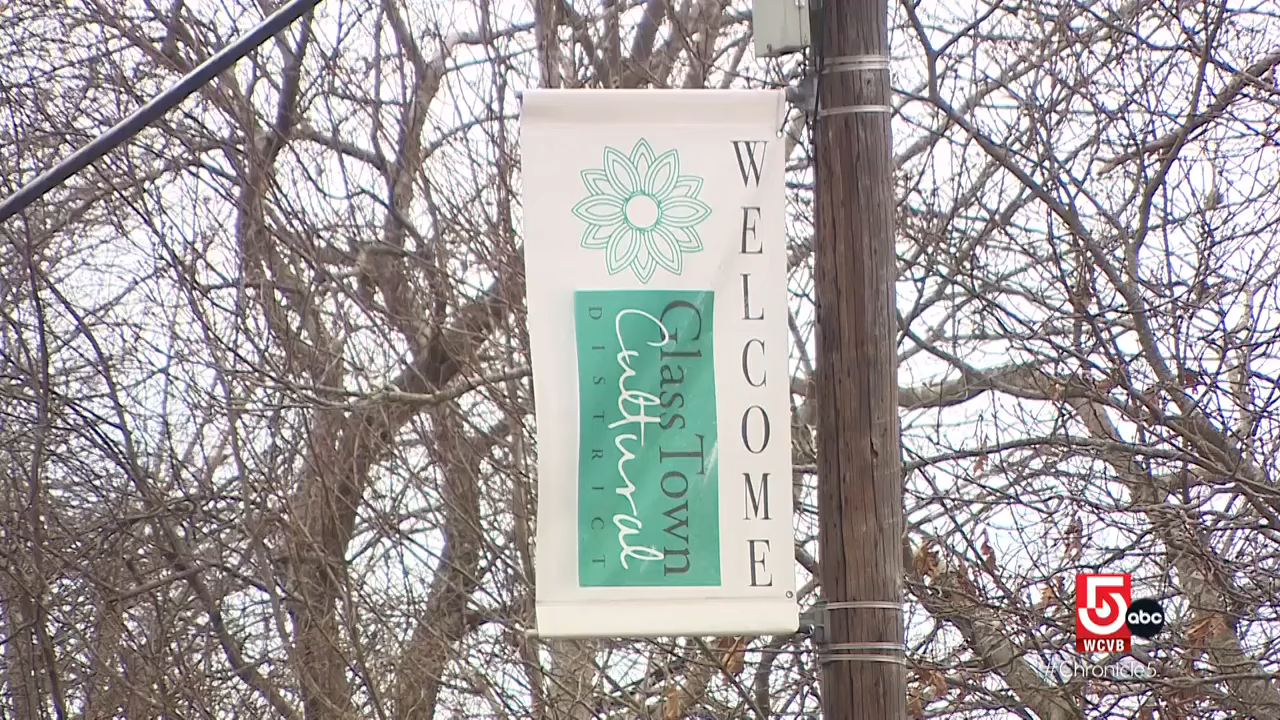 WELCOME
Glass Town
Cultural
DISTRICT
5 abc
WCVB
#Chronicle5